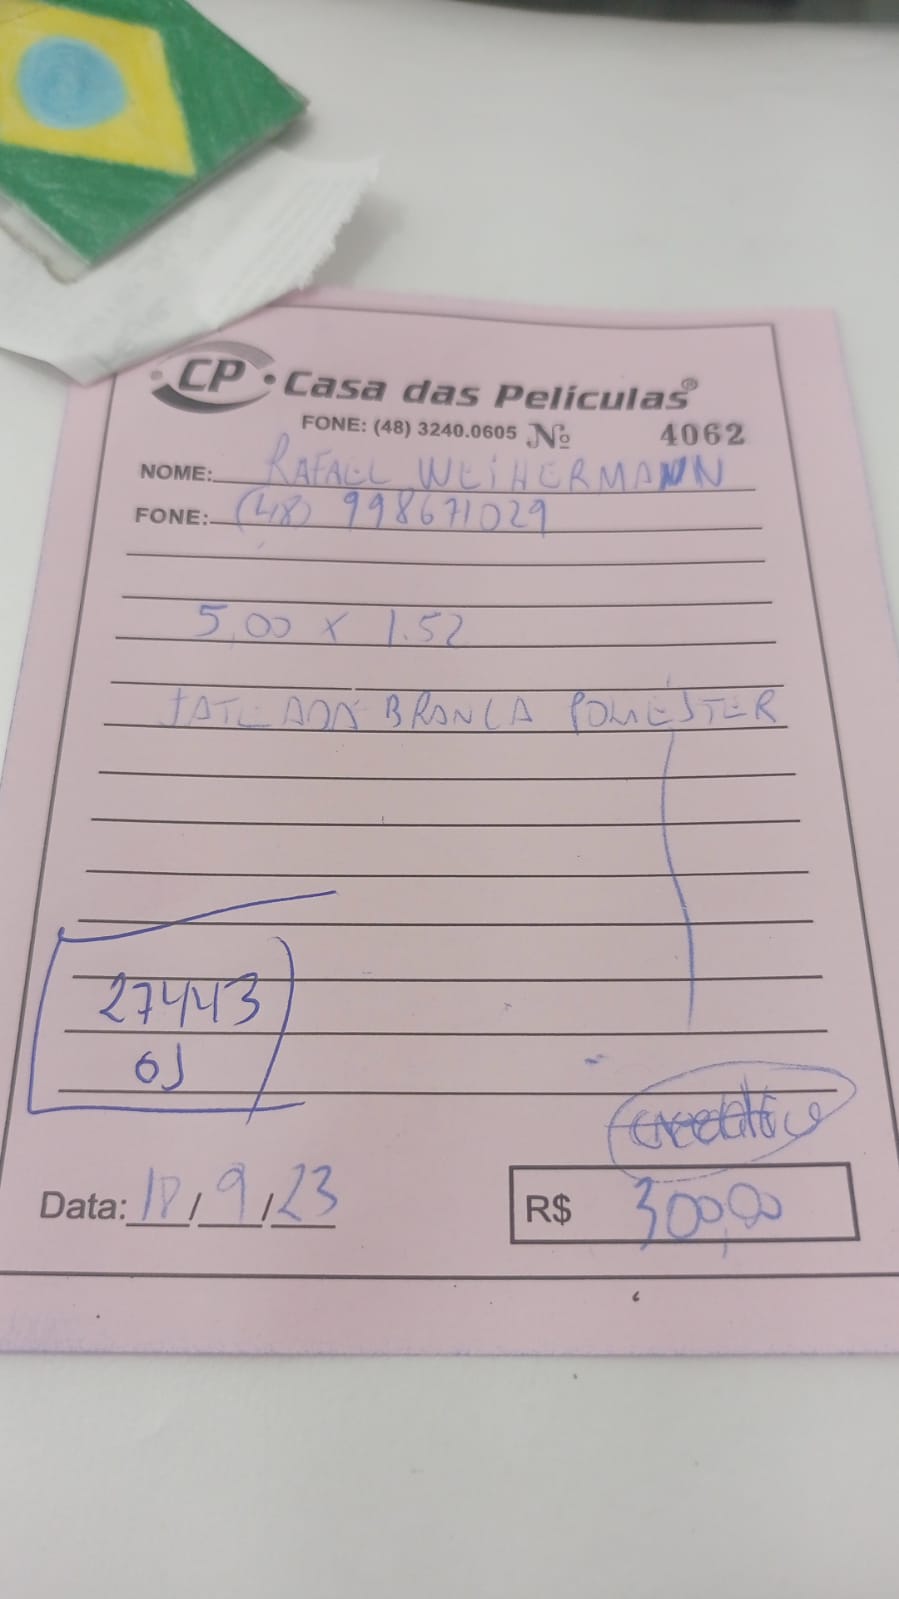 CP • Casa das Películas®
FONE: (48) 3240.0605 Nº 4062
NOME: RAFAEL WEIHERMANN
FONE: (48) 998671029
5,00 x 1.52
JATEADA BRANCA POLIESTER
27443
Data: 18/9/23
R$ 300,00